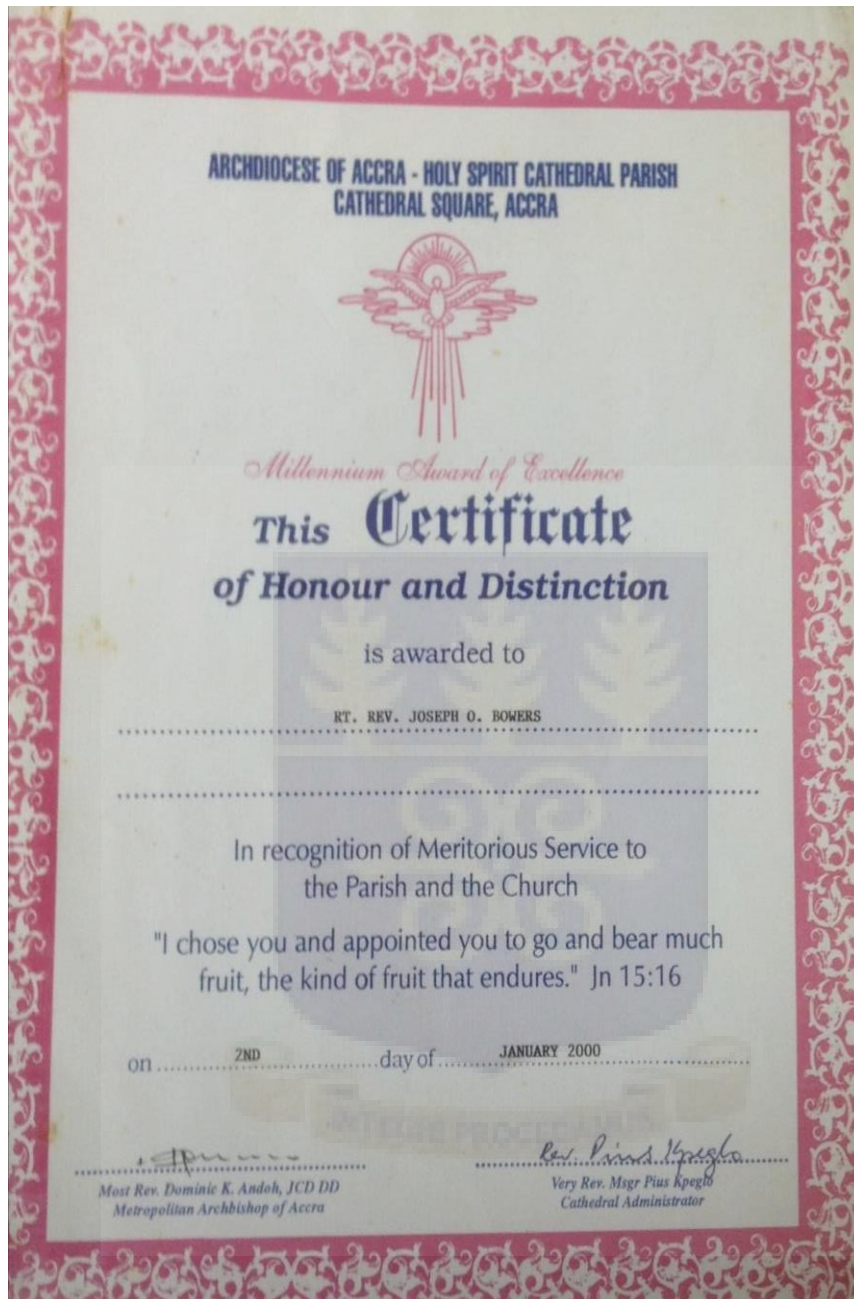 ARCHDIOCESE OF ACCRA - HOLY SPIRIT CATHEDRAL PARISH
CATHEDRAL SQUARE, ACCRA
Millennium Award of Excellence
This Certificate
of Honour and Distinction
is awarded to
RT. REV. JOSEPH O. BOWERS
In recognition of Meritorious Service to
the Parish and the Church
"I chose you and appointed you to go and bear much
fruit, the kind of fruit that endures." Jn 15:16
on 2ND day of JANUARY 2000
INTEGRI PROCEDAMUS
Rev. Pius Kpeglo
Most Rev. Dominic K. Andoh, JCD DD
Metropolitan Archbishop of Accra
Very Rev. Msgr Pius Kpeglo
Cathedral Administrator